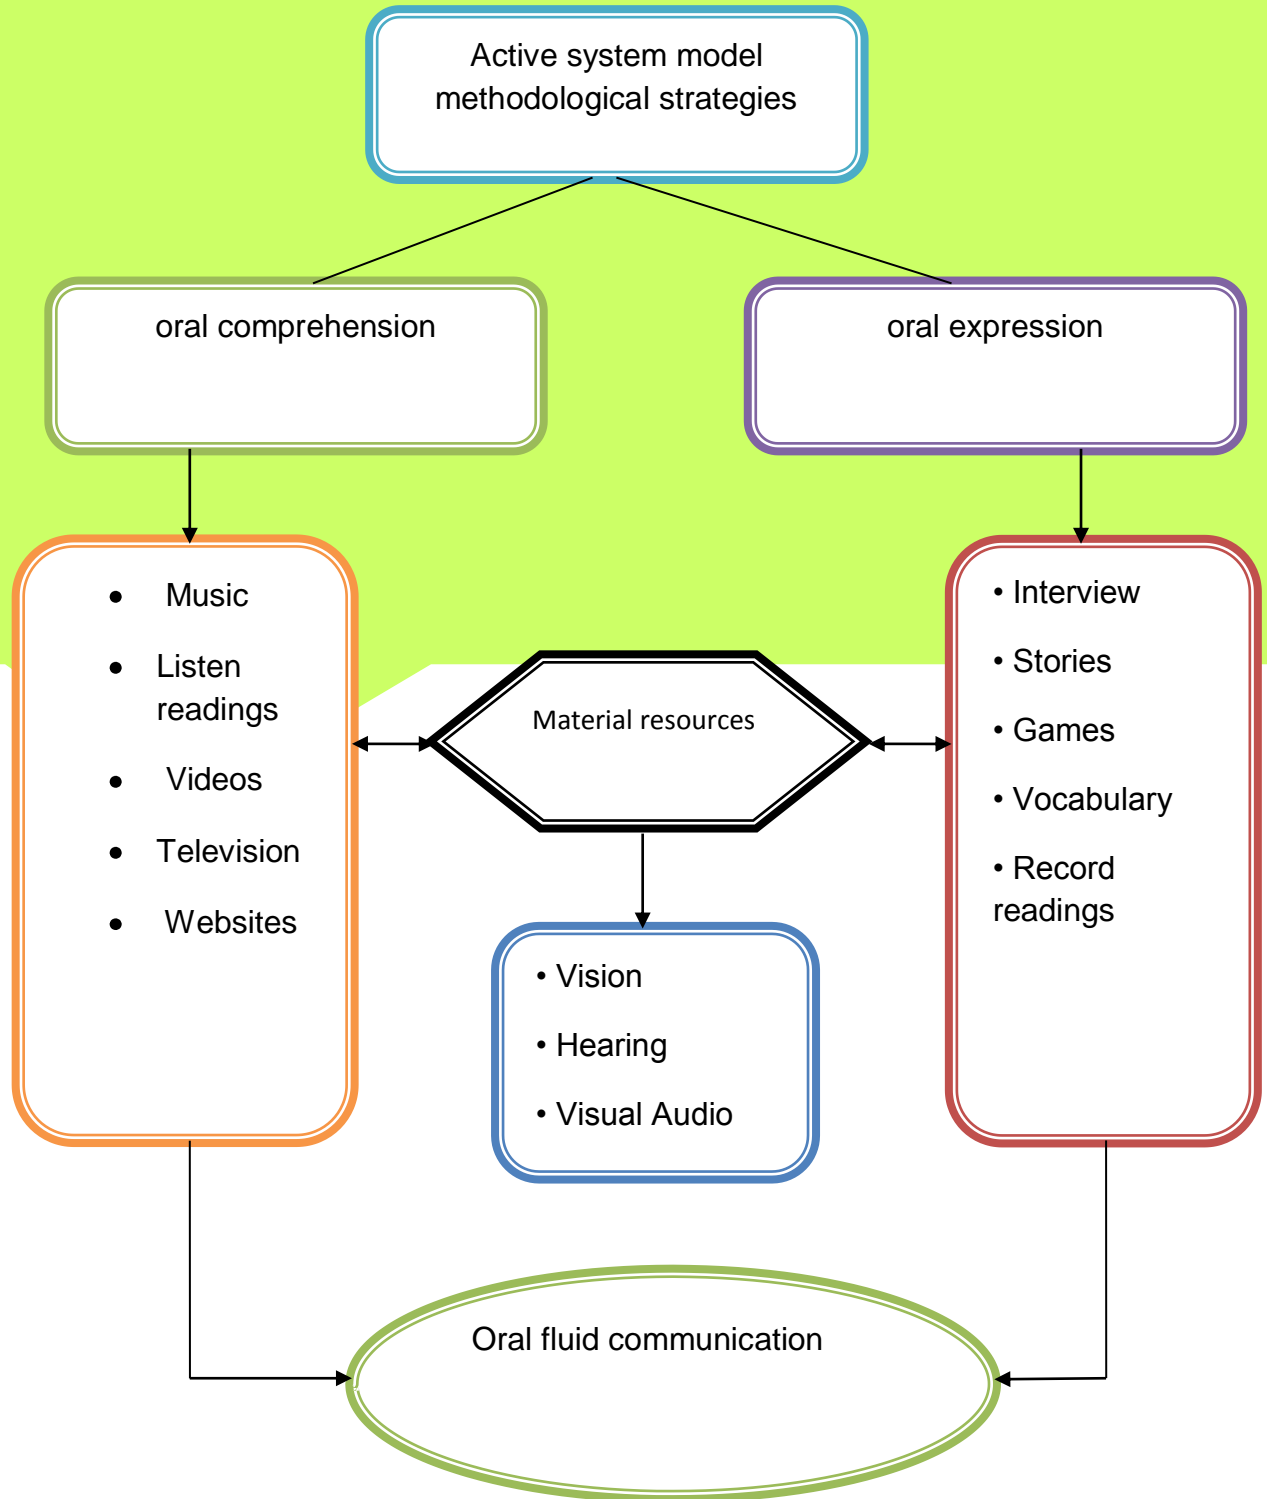 Active system model
methodological strategies
oral comprehension
oral expression
• Music
• Listen
readings
• Videos
• Television
• Websites
Material resources
• Interview
• Stories
• Games
• Vocabulary
• Record
readings
• Vision
• Hearing
• Visual Audio
Oral fluid communication